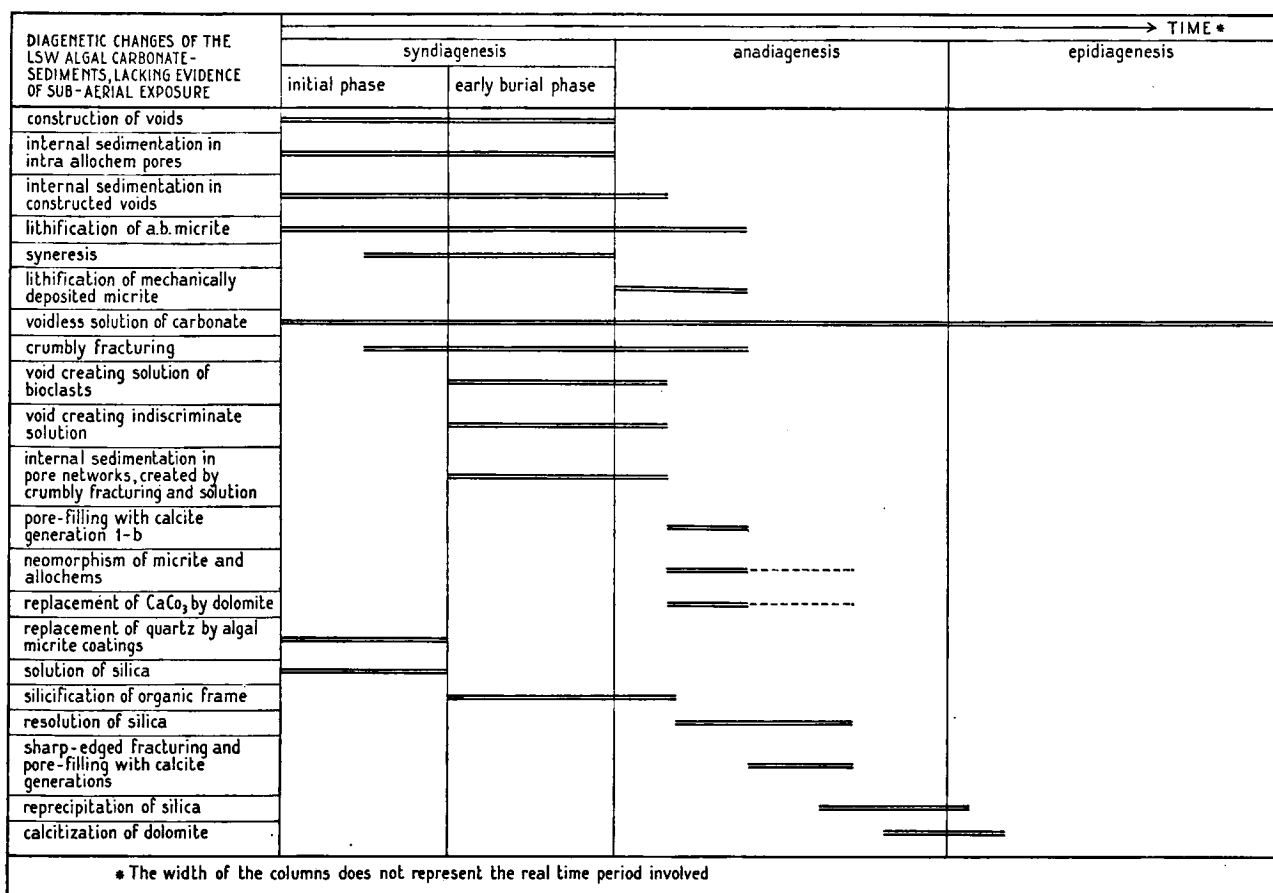 DIAGENETIC CHANGES OF THE
LSW ALGAL CARBONATE-
SEDIMENTS, LACKING EVIDENCE
OF SUB-AERIAL EXPOSURE
TIME *
syndiagenesis
anadiagenesis
epidiagenesis
initial phase
early burial phase
construction of voids
internal sedimentation in
intra allochem pores
internal sedimentation in
constructed voids
lithification of a.b. micrite
syneresis
lithification of mechanically
deposited micrite
voidless solution of carbonate
crumbly fracturing
void creating solution of
bioclasts
void creating indiscriminate
solution
internal sedimentation in
pore networks, created by
crumbly fracturing and solution
pore-filling with calcite
generation 1-b
neomorphism of micrite and
allochems
replacement of CaCo₃ by dolomite
replacement of quartz by algal
micrite coatings
solution of silica
silicification of organic frame
resolution of silica
sharp-edged fracturing and
pore-filling with calcite
generations
reprecipitation of silica
calcitization of dolomite
* The width of the columns does not represent the real time period involved